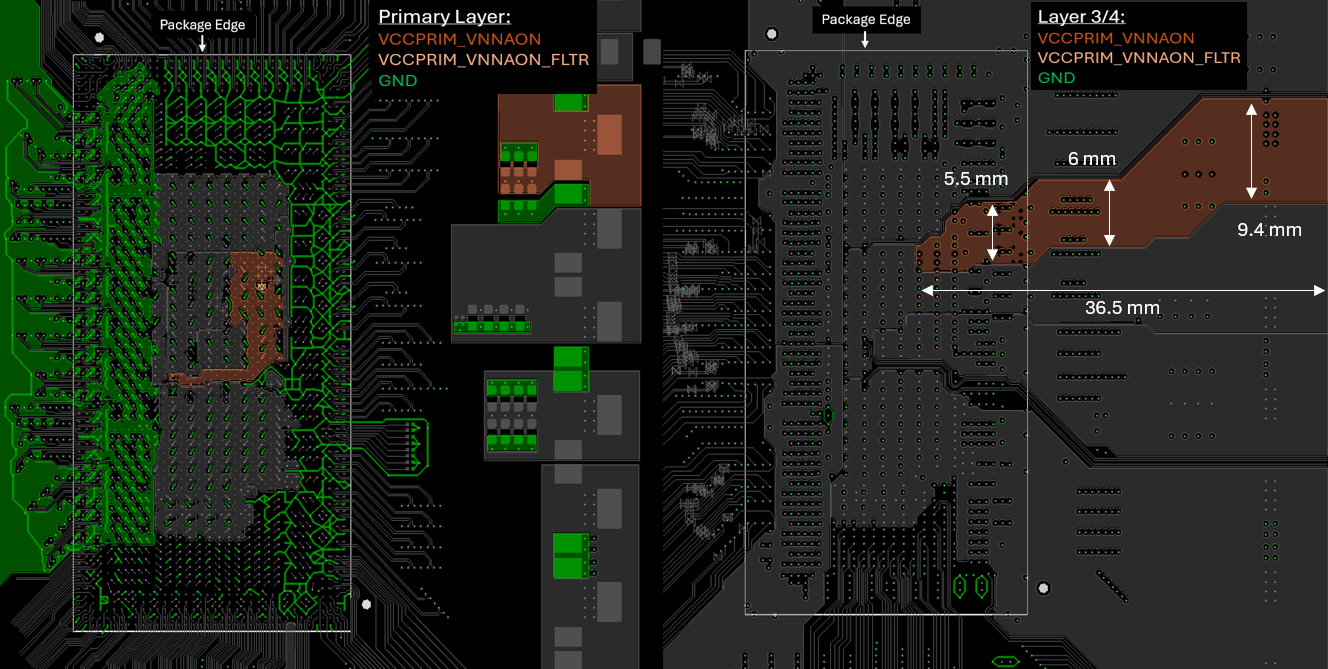 Package Edge
Primary Layer:
VCCPRIM_VNNAON
VCCPRIM_VNNAON_FLTR
GND
Package Edge
Layer 3/4:
VCCPRIM_VNNAON
VCCPRIM_VNNAON_FLTR
GND
6 mm
5.5 mm
9.4 mm
36.5 mm